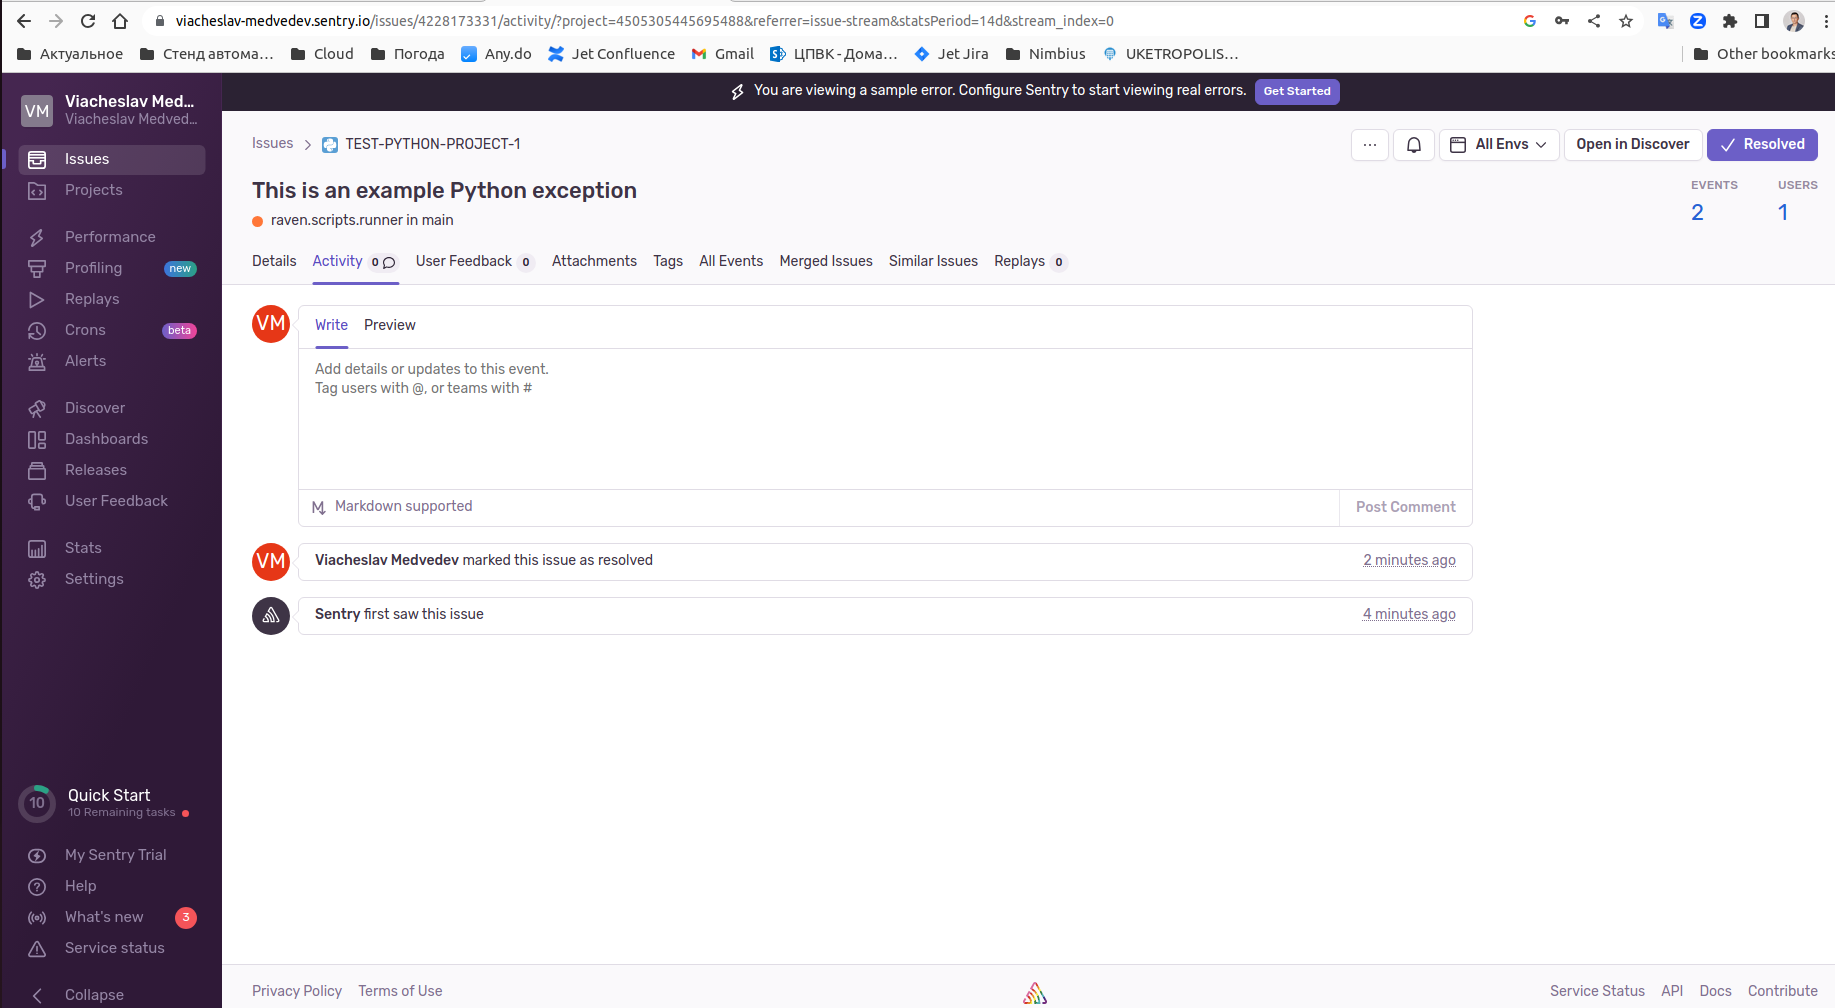 viacheslav-medvedev.sentry.io/issues/4228173331/activity/?project=4505305445695488&referrer=issue-stream&statsPeriod=14d&stream_index=0
Актуальное Стенд автома... Cloud Погода Any.do Jet Confluence Gmail ЦПВК - Дома... Jet Jira Nimbius UKETROPOLIS... Other bookmarks
VM
Viacheslav Med...
Viacheslav Medved...
You are viewing a sample error. Configure Sentry to start viewing real errors. Get Started
Issues
Projects
Performance
Profiling new
Replays
Crons beta
Alerts
Discover
Dashboards
Releases
User Feedback
Stats
Settings
10
Quick Start
10 Remaining tasks
My Sentry Trial
Help
What's new 3
Service status
Collapse
Issues > TEST-PYTHON-PROJECT-1
... All Envs Open in Discover Resolved
This is an example Python exception
raven.scripts.runner in main
EVENTS USERS
2 1
Details Activity 0 User Feedback 0 Attachments Tags All Events Merged Issues Similar Issues Replays 0
VM
Write Preview
Add details or updates to this event.
Tag users with @, or teams with #
Markdown supported Post Comment
VM Viacheslav Medvedev marked this issue as resolved 2 minutes ago
Sentry first saw this issue 4 minutes ago
Privacy Policy Terms of Use Service Status API Docs Contribute